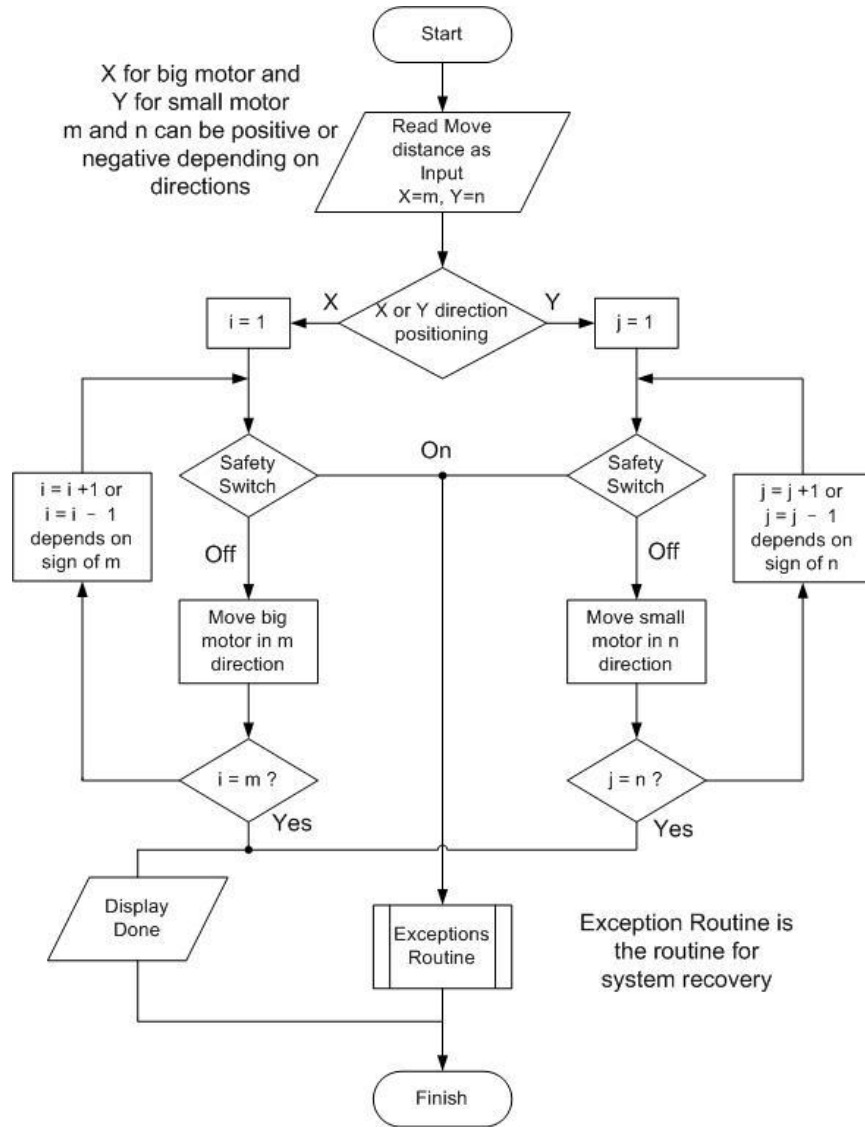 Start
X for big motor and
Y for small motor
m and n can be positive or
negative depending on
directions
Read Move
distance as
Input
X=m, Y=n
X
X or Y direction
positioning
Y
i = 1
j = 1
Safety
Switch
On
Safety
Switch
i = i +1 or
i = i - 1
depends on
sign of m
j = j +1 or
j = j - 1
depends on
sign of n
Off
Off
Move big
motor in m
direction
Move small
motor in n
direction
i = m ?
j = n ?
Yes
Yes
Display
Done
Exceptions
Routine
Exception Routine is
the routine for
system recovery
Finish